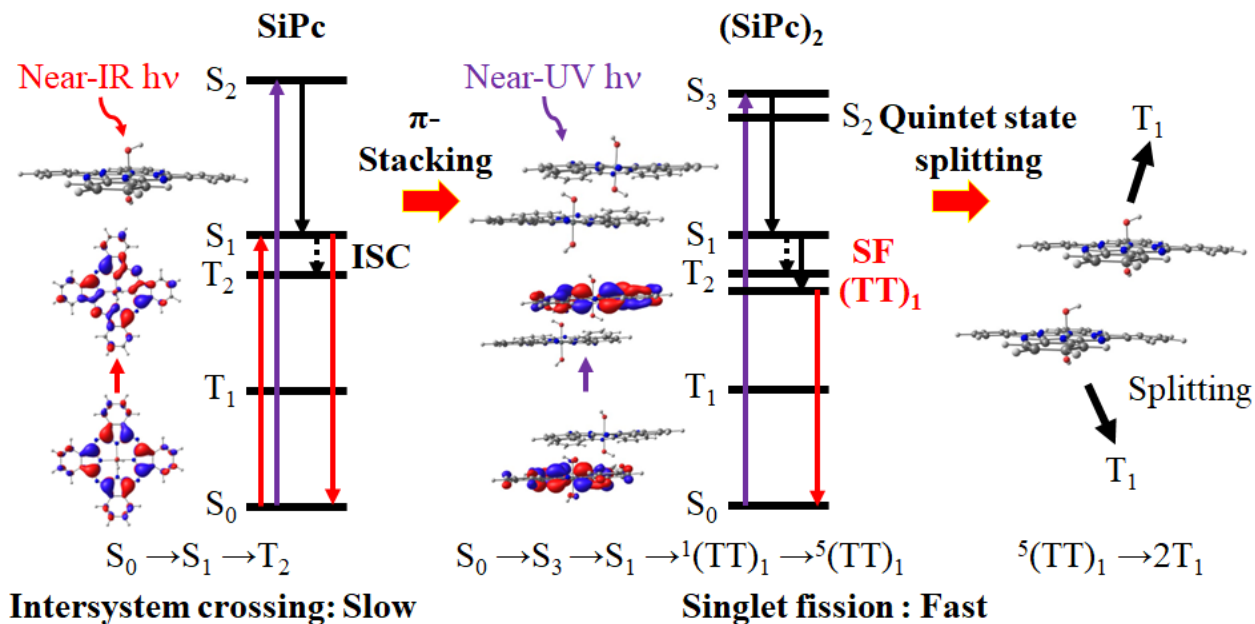 SiPc
Near-IR hν
S₂
S₁
T₂
ISC
T₁
S₀
S₀ →S₁ →T₂
Intersystem crossing: Slow
π-
Stacking
(SiPc)₂
Near-UV hν
S₃
S₂
S₁
T₂
SF
(TT)₁
T₁
S₀
S₀ →S₃ →S₁ →¹(TT)₁ →⁵(TT)₁
Singlet fission : Fast
Quintet state
splitting
T₁
Splitting
T₁
⁵(TT)₁ →2T₁